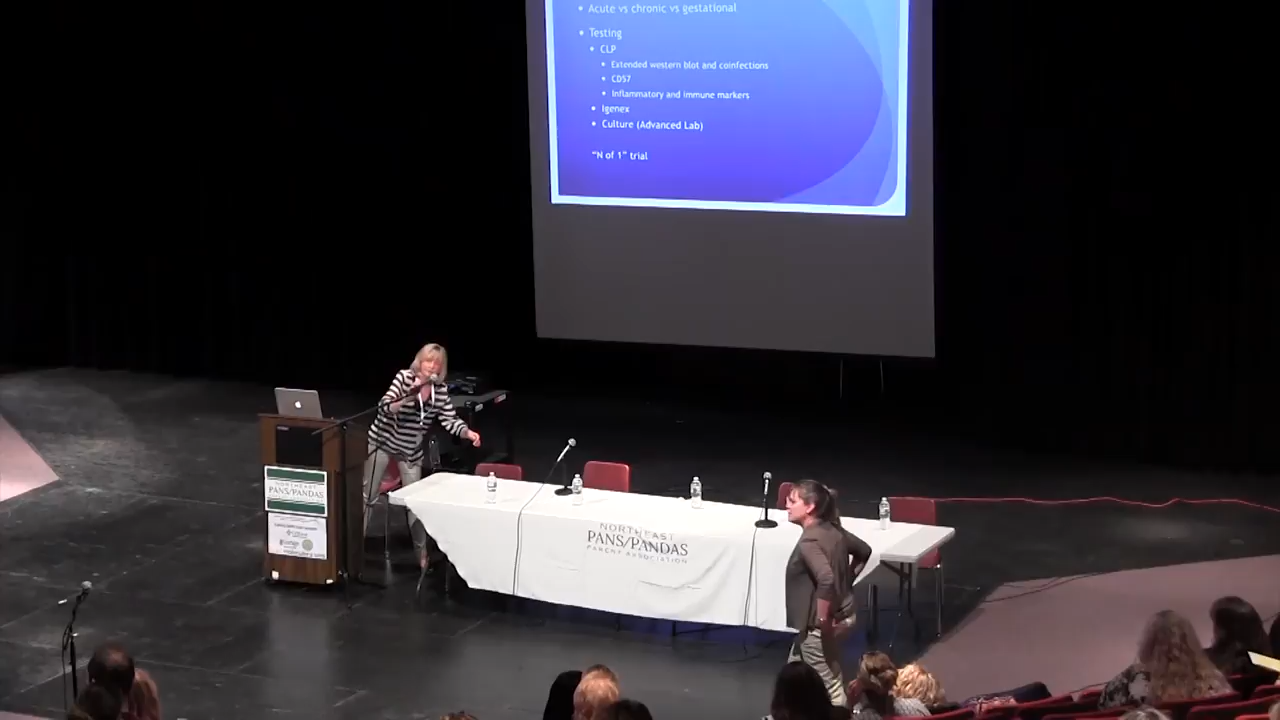 • Acute vs chronic vs gestational
• Testing
• CLP
• Extended western blot and coinfections
• CD57
• Inflammatory and immune markers
• Igenex
• Culture (Advanced Lab)
"N of 1" trial
NORTHEAST
PANS/PANDAS
NORTHEAST
PANS/PANDAS
PARENT ASSOCIATION